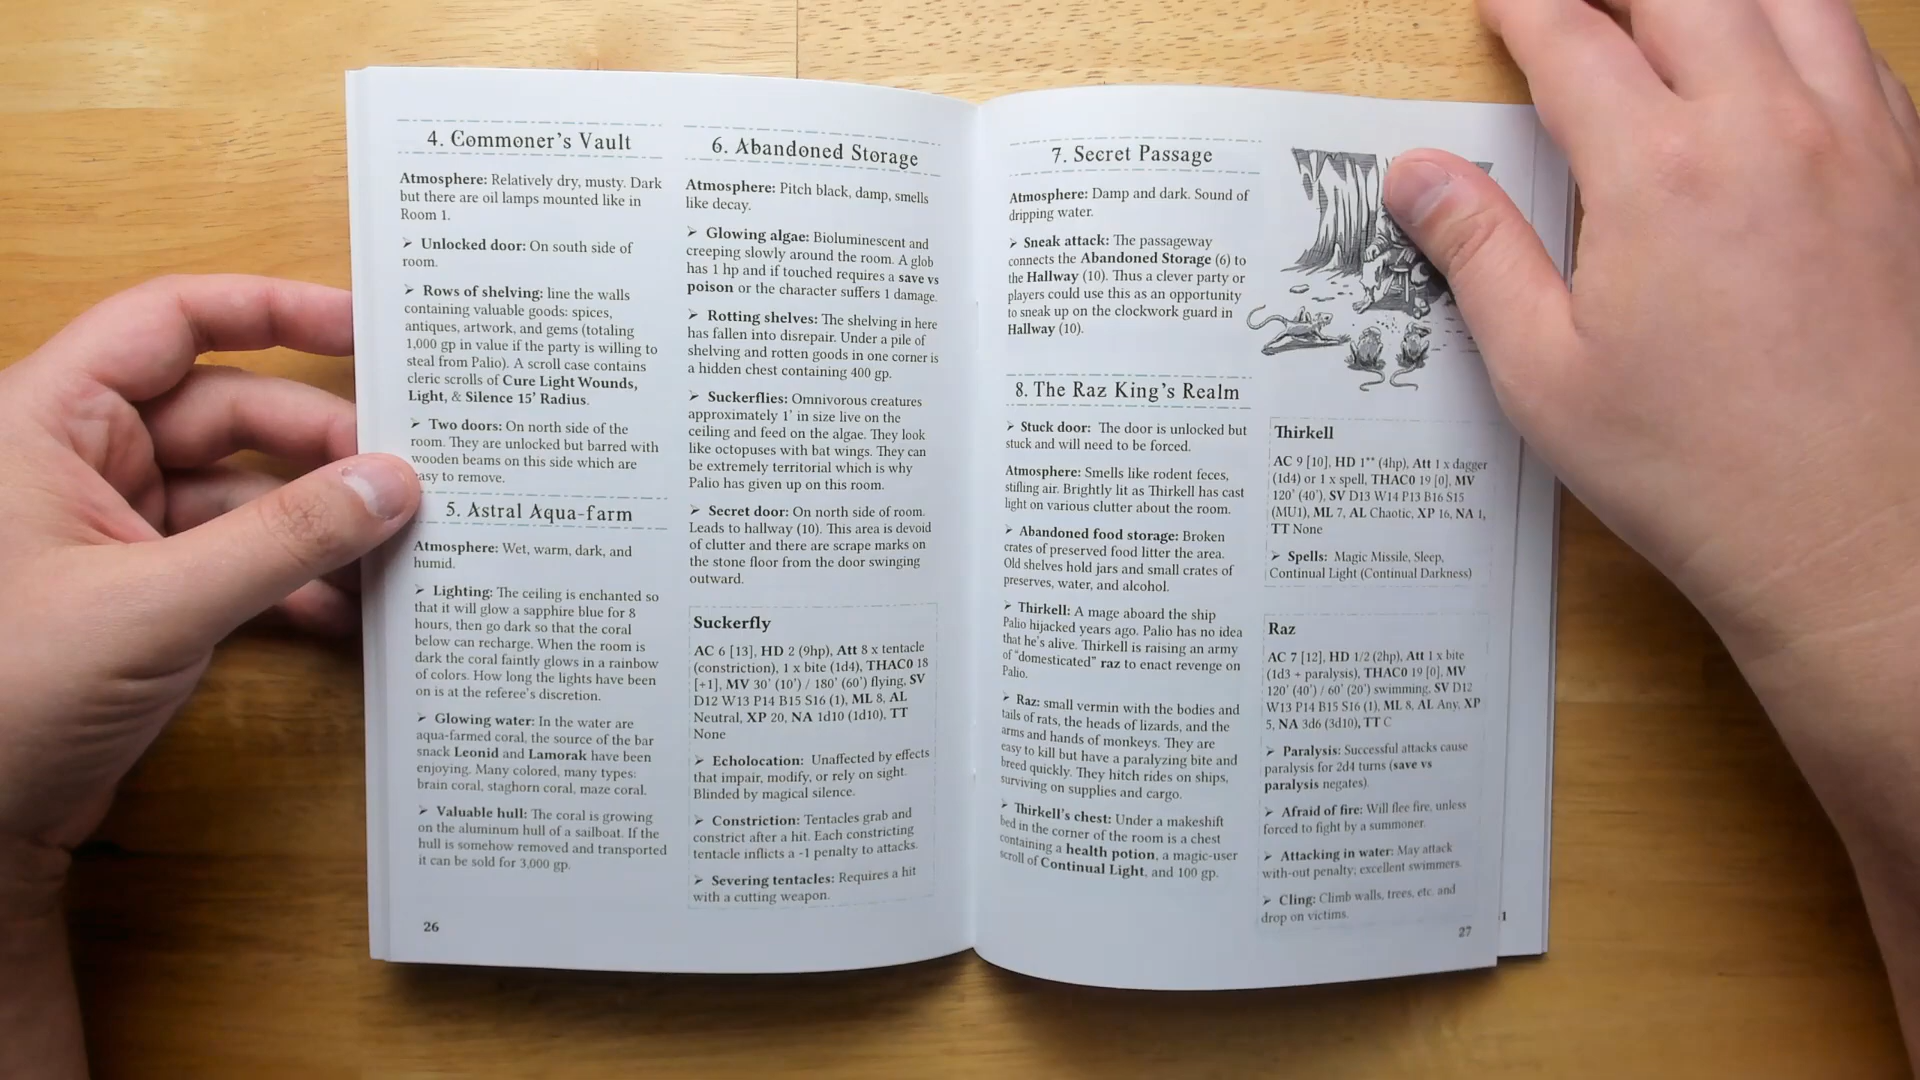 4. Commoner's Vault
Atmosphere: Relatively dry, musty. Dark
but there are oil lamps mounted like in
Room 1.
➤ Unlocked door: On south side of
room.
➤ Rows of shelving: line the walls
containing valuable goods: spices,
antiques, artwork, and gems (totaling
1,000 gp in value if the party is willing to
steal from Palio). A scroll case contains
cleric scrolls of Cure Light Wounds,
Light, & Silence 15' Radius.
➤ Two doors: On north side of the
room. They are unlocked but barred with
wooden beams on this side which are
easy to remove.
5. Astral Aqua-farm
Atmosphere: Wet, warm, dark, and
humid.
➤ Lighting: The ceiling is enchanted so
that it will glow a sapphire blue for 8
hours, then go dark so that the coral
below can recharge. When the room is
dark the coral faintly glows in a rainbow
of colors. How long the lights have been
on is at the referee's discretion.
➤ Glowing water: In the water are
aqua-farmed coral, the source of the bar
snack Leonid and Lamorak have been
enjoying. Many colored, many types:
brain coral, staghorn coral, maze coral.
➤ Valuable hull: The coral is growing
on the aluminum hull of a sailboat. If the
hull is somehow removed and transported
it can be sold for 3,000 gp.
26
6. Abandoned Storage
Atmosphere: Pitch black, damp, smells
like decay.
➤ Glowing algae: Bioluminescent and
creeping slowly around the room. A glob
has 1 hp and if touched requires a save vs
poison or the character suffers 1 damage.
➤ Rotting shelves: The shelving in here
has fallen into disrepair. Under a pile of
shelving and rotten goods in one corner is
a hidden chest containing 400 gp.
➤ Suckerflies: Omnivorous creatures
approximately 1' in size live on the
ceiling and feed on the algae. They look
like octopuses with bat wings. They can
be extremely territorial which is why
Palio has given up on this room.
➤ Secret door: On north side of room.
Leads to hallway (10). This area is devoid
of clutter and there are scrape marks on
the stone floor from the door swinging
outward.
Suckerfly
AC 6 [13], HD 2 (9hp), Att 8 x tentacle
(constriction), 1 x bite (1d4), THAC0 18
[+1], MV 30' (10') / 180' (60') flying, SV
D12 W13 P14 B15 S16 (1), ML 8, AL
Neutral, XP 20, NA 1d10 (1d10), TT
None
➤ Echolocation: Unaffected by effects
that impair, modify, or rely on sight.
Blinded by magical silence.
➤ Constriction: Tentacles grab and
constrict after a hit. Each constricting
tentacle inflicts a -1 penalty to attacks.
➤ Severing tentacles: Requires a hit
with a cutting weapon.
7. Secret Passage
Atmosphere: Damp and dark. Sound of
dripping water.
➤ Sneak attack: The passageway
connects the Abandoned Storage (6) to
the Hallway (10). Thus a clever party or
players could use this as an opportunity
to sneak up on the clockwork guard in
Hallway (10).
8. The Raz King's Realm
➤ Stuck door: The door is unlocked but
stuck and will need to be forced.
Atmosphere: Smells like rodent feces,
stifling air. Brightly lit as Thirkell has cast
light on various clutter about the room.
➤ Abandoned food storage: Broken
crates of preserved food litter the area.
Old shelves hold jars and small crates of
preserves, water, and alcohol.
➤ Thirkell: A mage aboard the ship
Palio hijacked years ago. Palio has no idea
that he's alive. Thirkell is raising an army
of "domesticated" raz to enact revenge on
Palio.
➤ Raz: small vermin with the bodies and
tails of rats, the heads of lizards, and the
arms and hands of monkeys. They are
easy to kill but have a paralyzing bite and
breed quickly. They hitch rides on ships,
surviving on supplies and cargo.
➤ Thirkell's chest: Under a makeshift
bed in the corner of the room is a chest
containing a health potion, a magic-user
scroll of Continual Light, and 100 gp.
Thirkell
AC 9 [10], HD 1** (4hp), Att 1 x dagger
(1d4) or 1 x spell, THAC0 19 [0], MV
120' (40'), SV D13 W14 P13 B16 S15
(MU1), ML 7, AL Chaotic, XP 16, NA 1,
TT None
➤ Spells: Magic Missile, Sleep,
Continual Light (Continual Darkness)
Raz
AC 7 [12], HD 1/2 (2hp), Att 1 x bite
(1d3 + paralysis), THAC0 19 [0], MV
120' (40') / 60' (20') swimming, SV D12
W13 P14 B15 S16 (1), ML 8, AL Any, XP
5, NA 3d6 (3d10), TT C
➤ Paralysis: Successful attacks cause
paralysis for 2d4 turns (save vs
paralysis negates).
➤ Afraid of fire: Will flee fire, unless
forced to fight by a summoner.
➤ Attacking in water: May attack
with-out penalty; excellent swimmers.
➤ Cling: Climb walls, trees, etc. and
drop on victims.
27
1